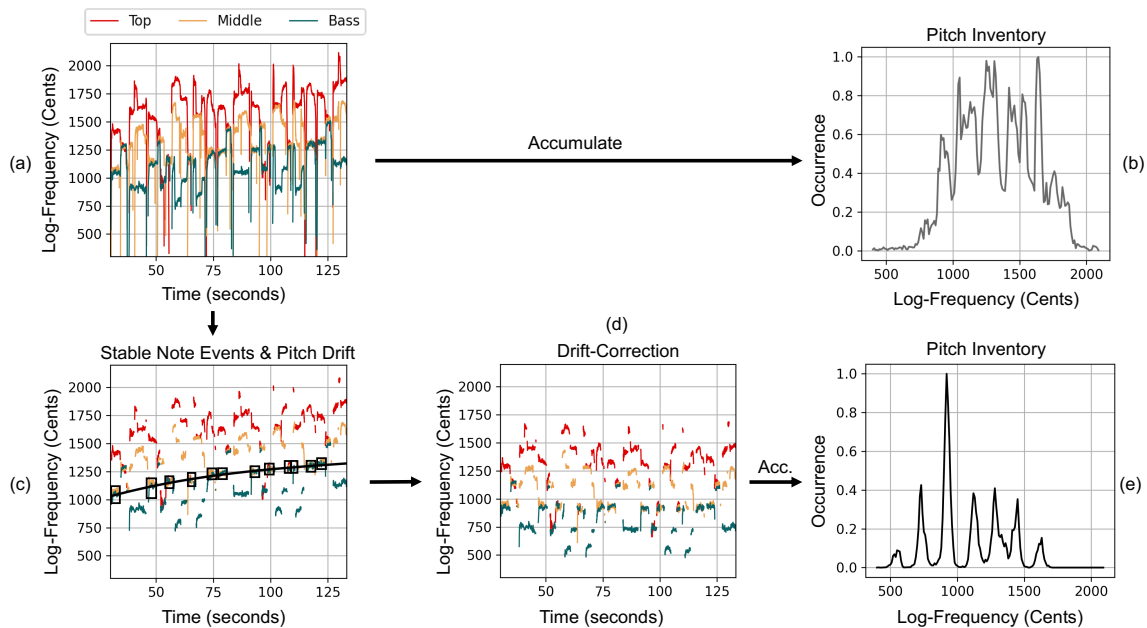 Top Middle Bass
(a)
Log-Frequency (Cents)
2000
1750
1500
1250
1000
750
500
50 75 100 125
Time (seconds)
Accumulate
Pitch Inventory
Occurrence
1.0
0.8
0.6
0.4
0.2
0.0
500 1000 1500 2000
Log-Frequency (Cents)
(b)
(c)
Stable Note Events & Pitch Drift
Log-Frequency (Cents)
2000
1750
1500
1250
1000
750
500
50 75 100 125
Time (seconds)
(d)
Drift-Correction
Log-Frequency (Cents)
2000
1750
1500
1250
1000
750
500
50 75 100 125
Time (seconds)
Acc.
Pitch Inventory
Occurrence
1.0
0.8
0.6
0.4
0.2
0.0
500 1000 1500 2000
Log-Frequency (Cents)
(e)